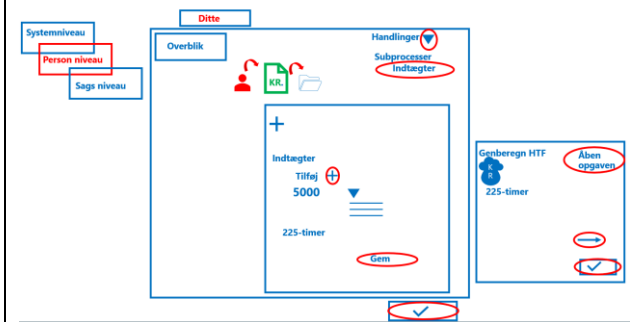 Ditte
Systemniveau
Person niveau
Sags niveau
Overblik
Handlinger
Subprocesser
Indtægter
KR.
Indtægter
Tilføj
5000
225-timer
Gem
Genberegn HTF
Åben
opgaven
K
R
225-timer